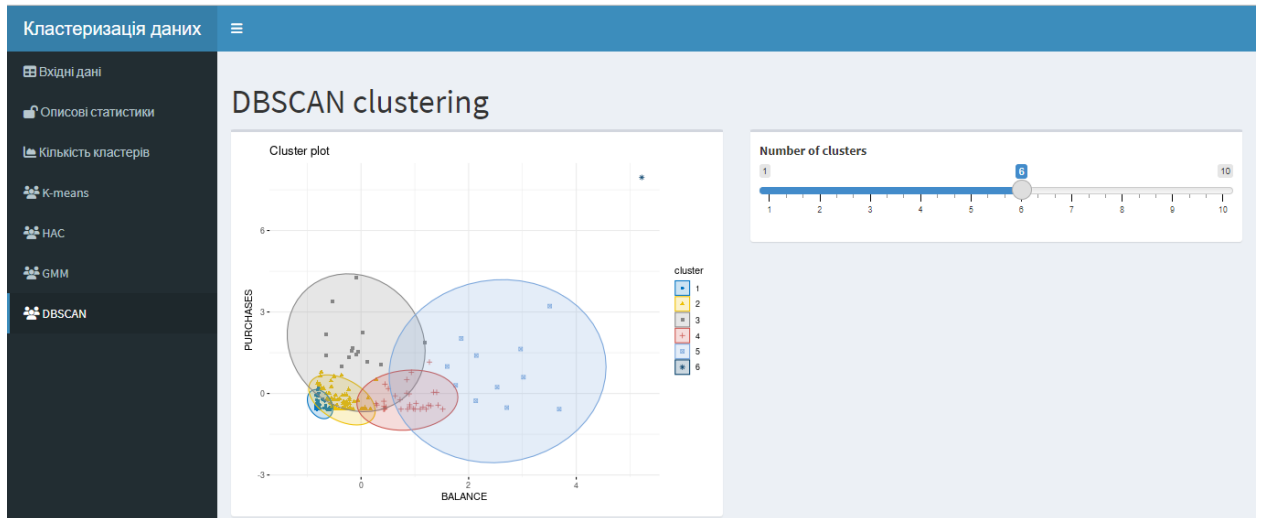 Кластеризація даних
Вхідні дані
Описові статистики
Кількість кластерів
K-means
HAC
GMM
DBSCAN
DBSCAN clustering
Cluster plot
PURCHASES
6
3
0
-3
0 2 4
BALANCE
cluster
1
2
3
4
5
6
Number of clusters
1 6 10
1 2 3 4 5 6 7 8 9 10